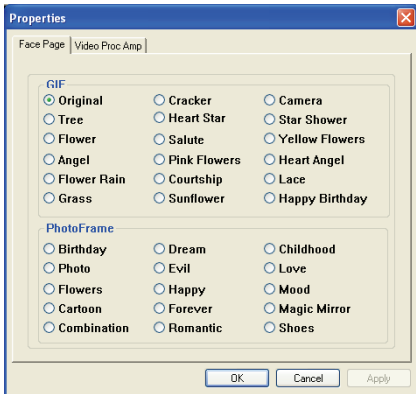 Properties
Face Page Video Proc Amp
GIF
Original Cracker Camera
Tree Heart Star Star Shower
Flower Salute Yellow Flowers
Angel Pink Flowers Heart Angel
Flower Rain Courtship Lace
Grass Sunflower Happy Birthday
PhotoFrame
Birthday Dream Childhood
Photo Evil Love
Flowers Happy Mood
Cartoon Forever Magic Mirror
Combination Romantic Shoes
OK Cancel Apply